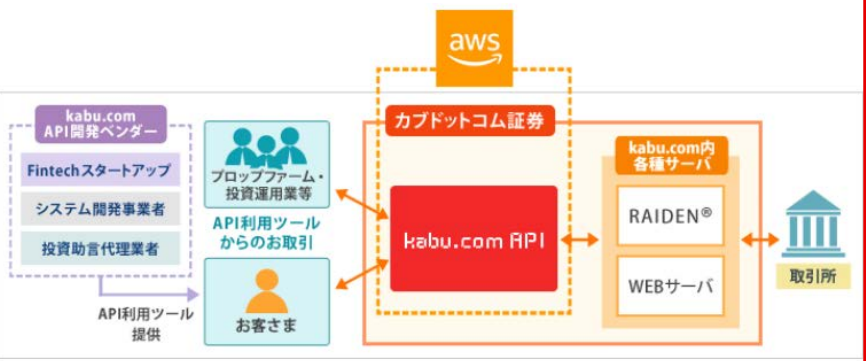 aws
kabu.com
API開発ベンダー
Fintechスタートアップ
システム開発事業者
投資助言代理業者
API利用ツール
提供
プロップファーム・
投資運用業等
API利用ツール
からのお取引
お客さま
カブドットコム証券
kabu.com API
kabu.com内
各種サーバ
RAIDEN®
WEBサーバ
取引所